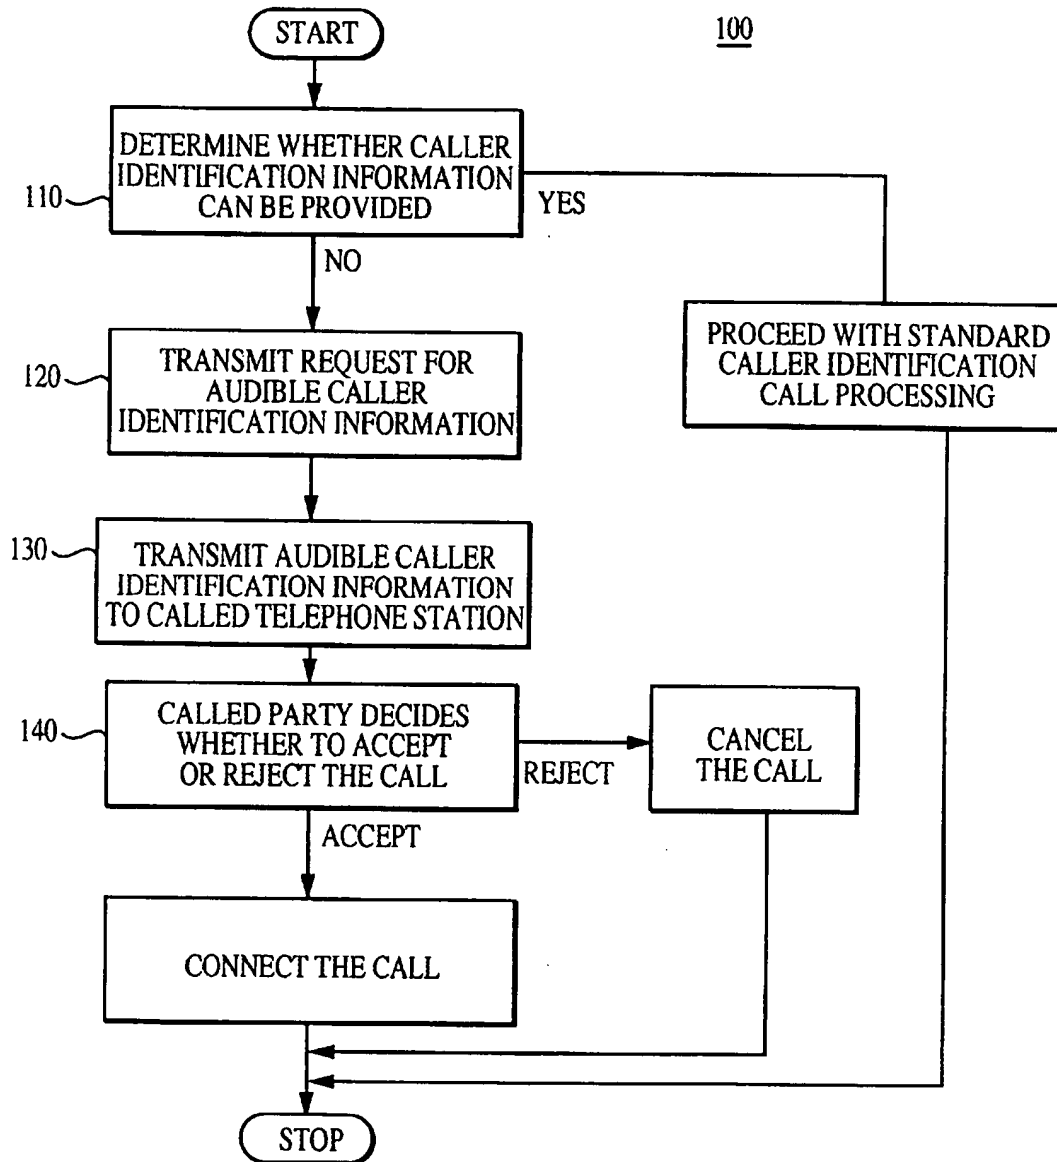 START
100
DETERMINE WHETHER CALLER
IDENTIFICATION INFORMATION
CAN BE PROVIDED
110
YES
NO
PROCEED WITH STANDARD
CALLER IDENTIFICATION
CALL PROCESSING
120
TRANSMIT REQUEST FOR
AUDIBLE CALLER
IDENTIFICATION INFORMATION
130
TRANSMIT AUDIBLE CALLER
IDENTIFICATION INFORMATION
TO CALLED TELEPHONE STATION
140
CALLED PARTY DECIDES
WHETHER TO ACCEPT
OR REJECT THE CALL
REJECT
CANCEL
THE CALL
ACCEPT
CONNECT THE CALL
STOP